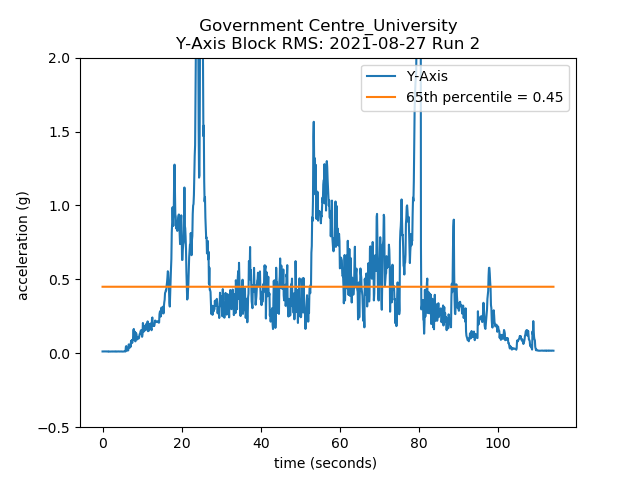 Government Centre_University
Y-Axis Block RMS: 2021-08-27 Run 2
Y-Axis
65th percentile = 0.45
2.0
1.5
1.0
0.5
0.0
−0.5
acceleration (g)
0 20 40 60 80 100
time (seconds)